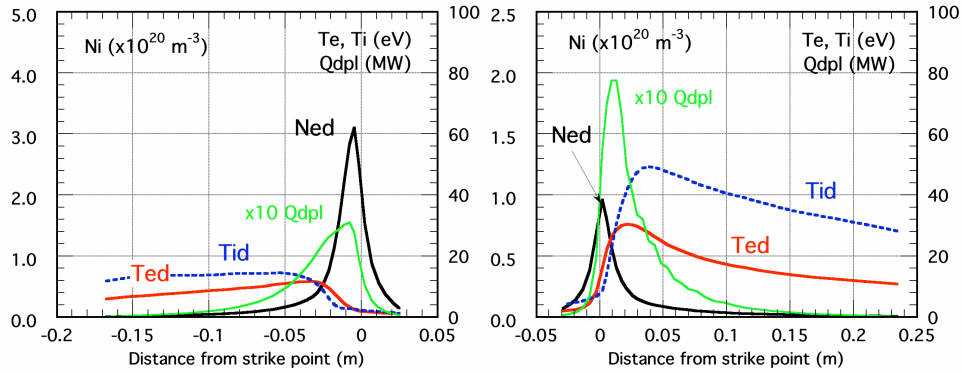 5.0
4.0
3.0
2.0
1.0
0.0
Ni (x10²⁰ m⁻³)
Te, Ti (eV)
Qdpl (MW)
Ned
x10 Qdpl
Tid
Ted
100
80
60
40
20
0
-0.2
-0.15
-0.1
-0.05
0
0.05
Distance from strike point (m)
2.5
2.0
1.5
1.0
0.5
0.0
Ni (x10²⁰ m⁻³)
Te, Ti (eV)
Qdpl (MW)
x10 Qdpl
Ned
Tid
Ted
100
80
60
40
20
0
-0.05
0
0.05
0.1
0.15
0.2
0.25
Distance from strike point (m)